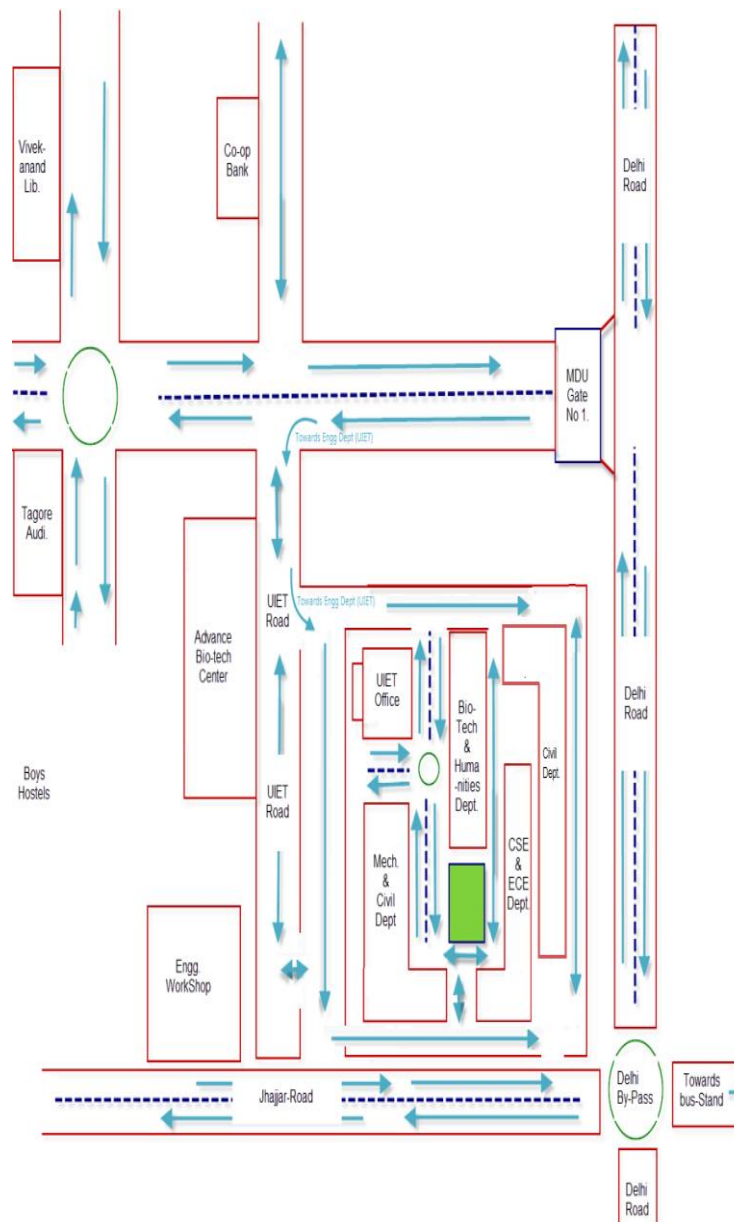 Vivek-
anand
Lib.
Co-op
Bank
Delhi
Road
MDU
Gate
No 1.
Towards Engg Dept (UIET)
Tagore
Audi.
Advance
Bio-tech
Center
UIET
Road
Towards Engg Dept (UIET)
UIET
Office
Bio-
Tech
&
Huma
-nities
Dept.
Civil
Dept.
Delhi
Road
Boys
Hostels
UIET
Road
Mech.
&
Civil
Dept
CSE
&
ECE
Dept.
Engg.
WorkShop
Jhajjar-Road
Delhi
By-Pass
Towards
bus-Stand
Delhi
Road